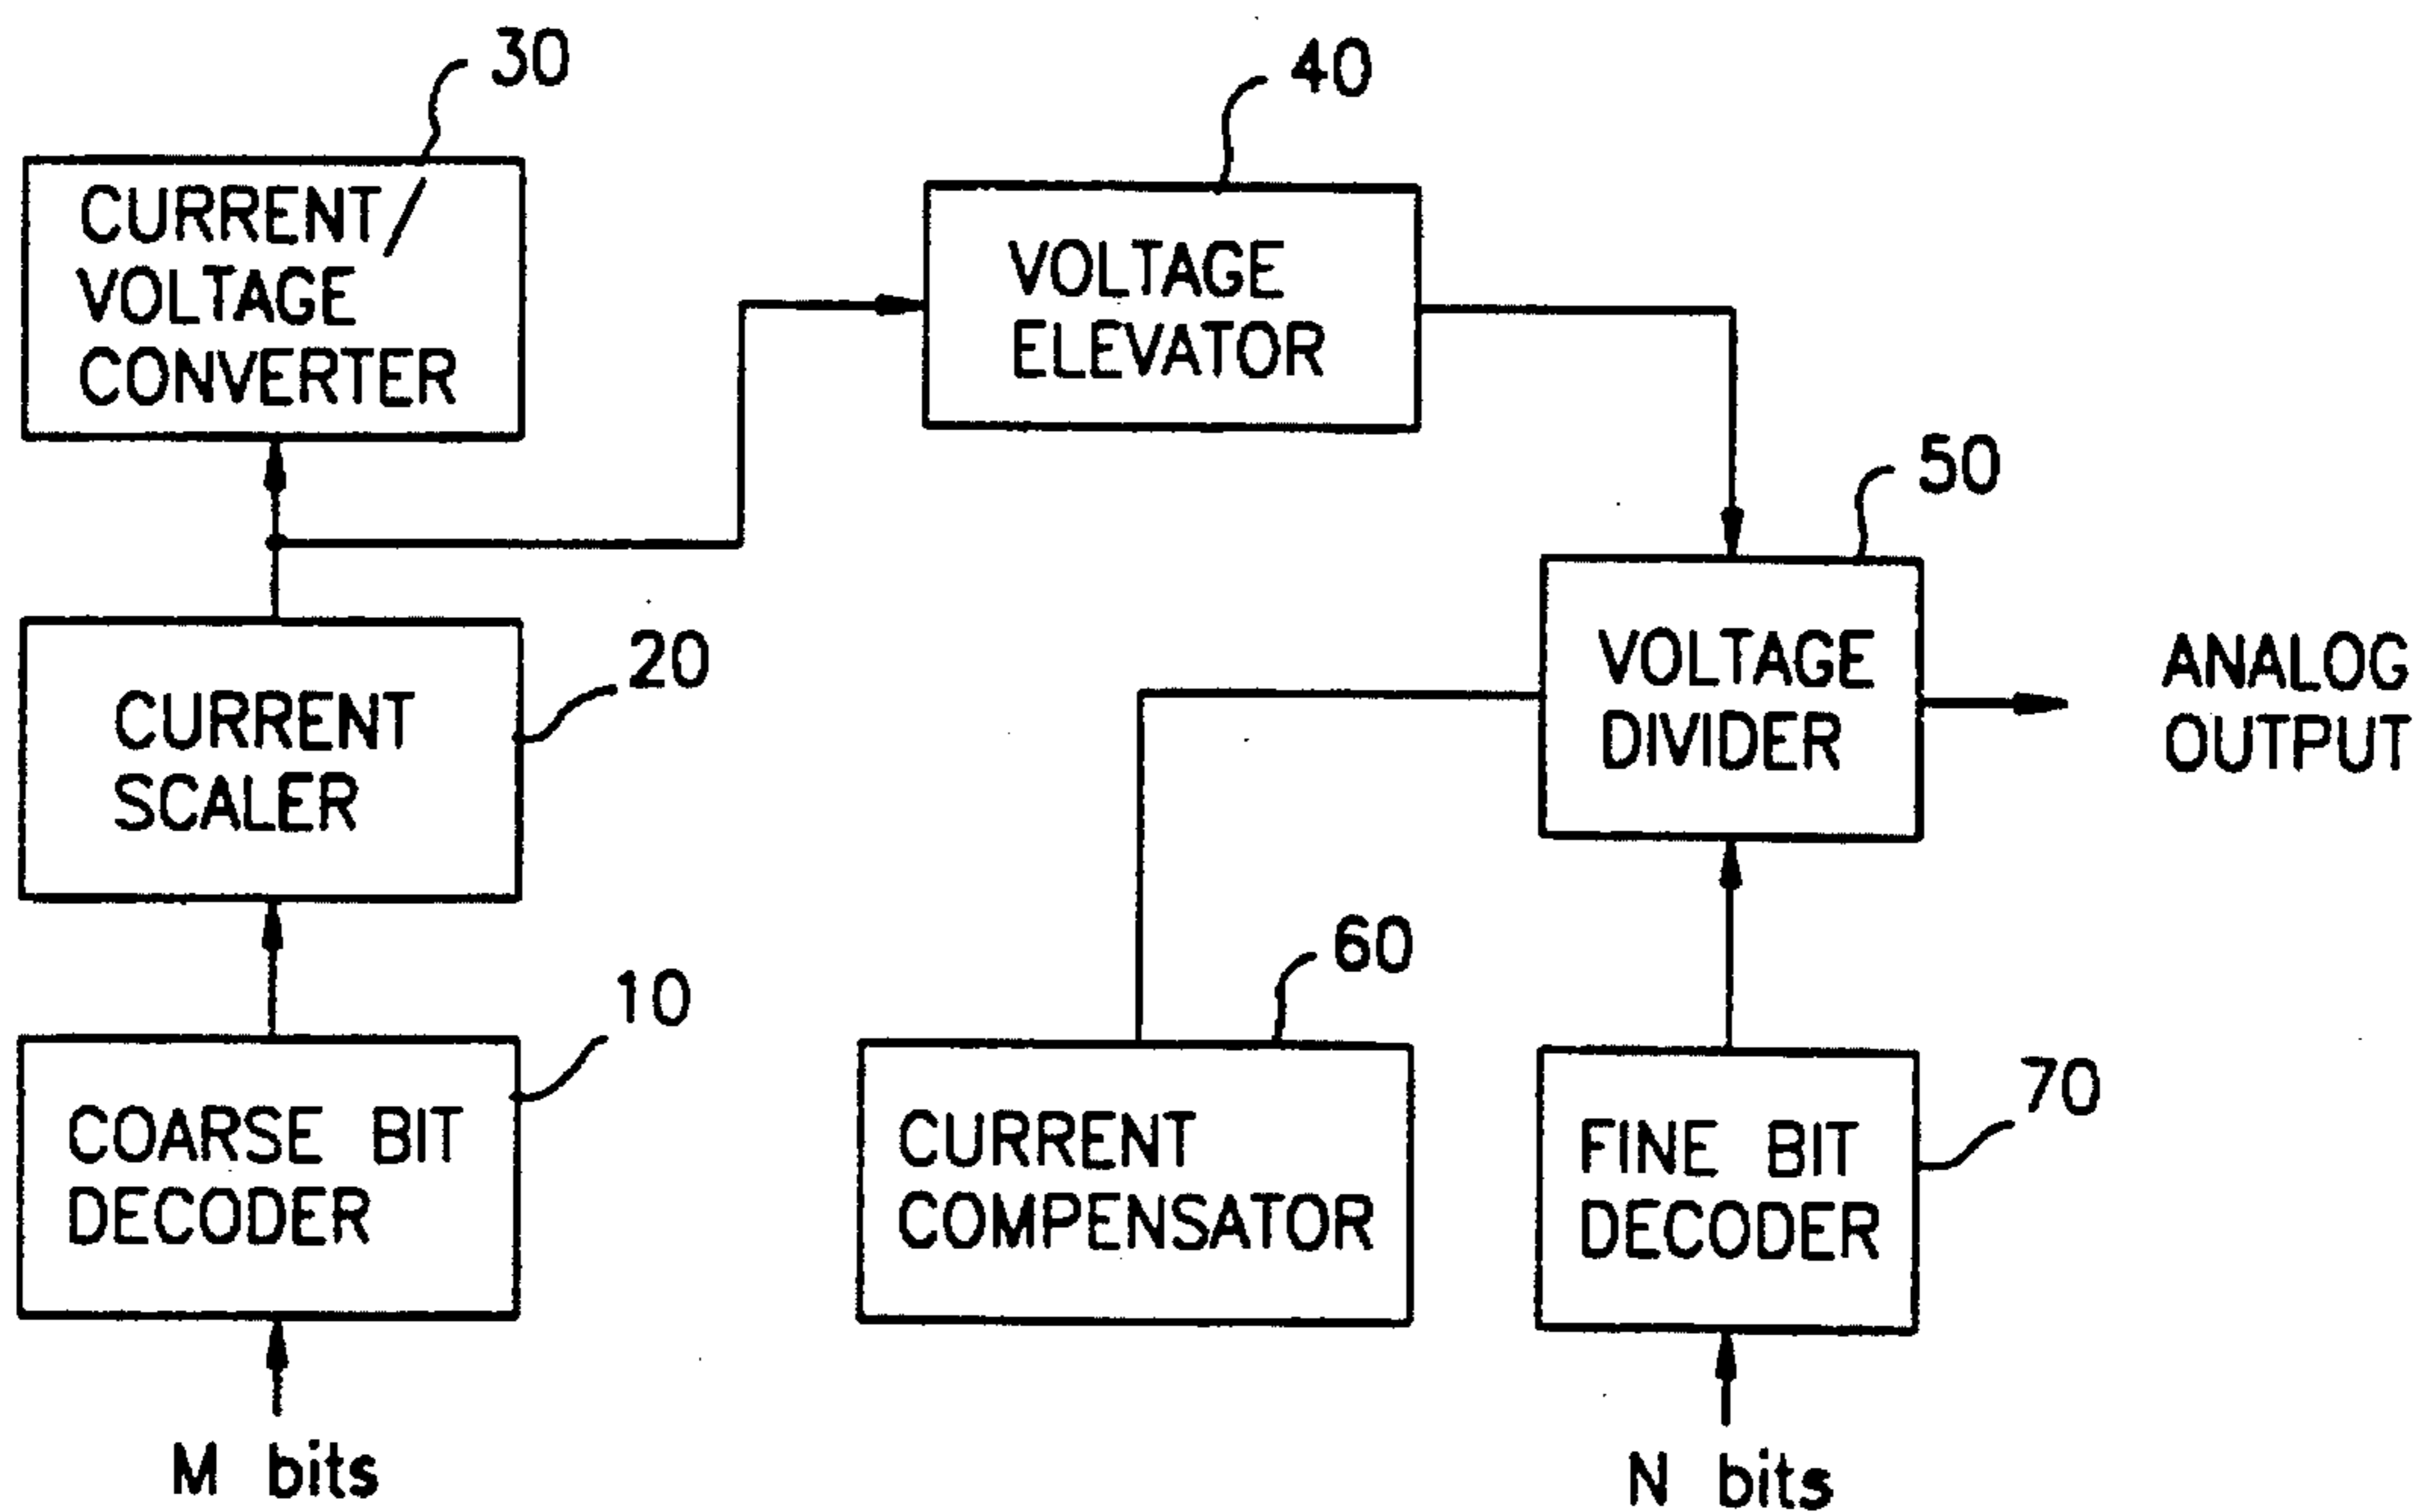 30
CURRENT/
VOLTAGE
CONVERTER
40
VOLTAGE
ELEVATOR
50
VOLTAGE
DIVIDER
ANALOG
OUTPUT
20
CURRENT
SCALER
10
COARSE BIT
DECODER
60
CURRENT
COMPENSATOR
70
FINE BIT
DECODER
M bits
N bits